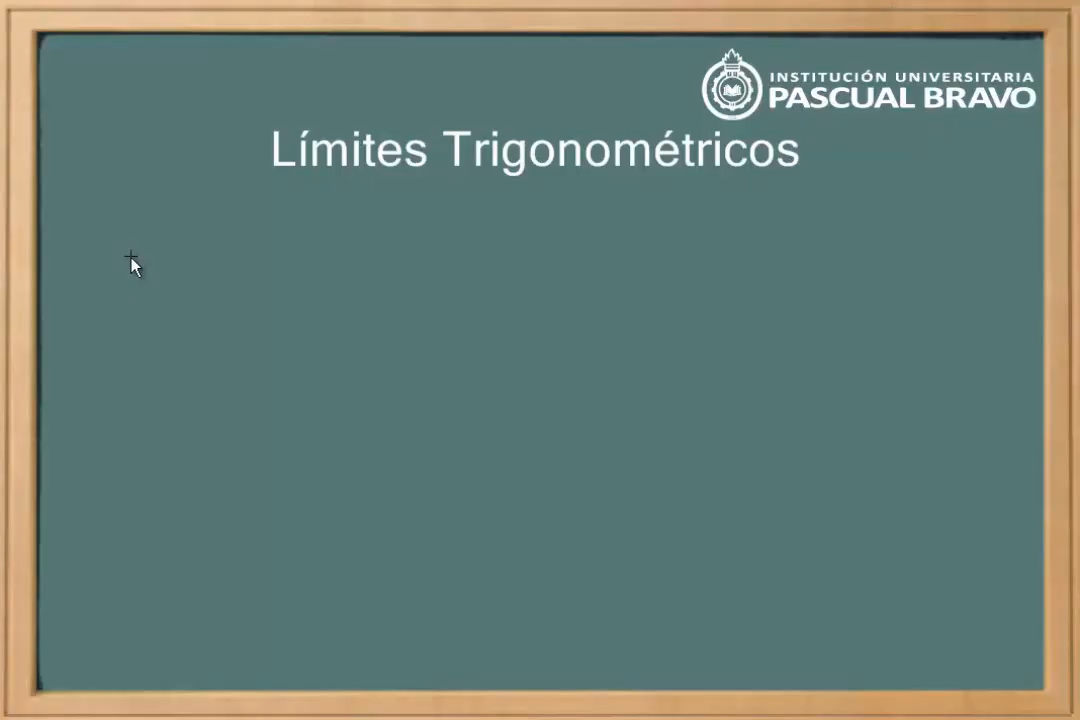 INSTITUCIÓN UNIVERSITARIA
PASCUAL BRAVO
Límites Trigonométricos